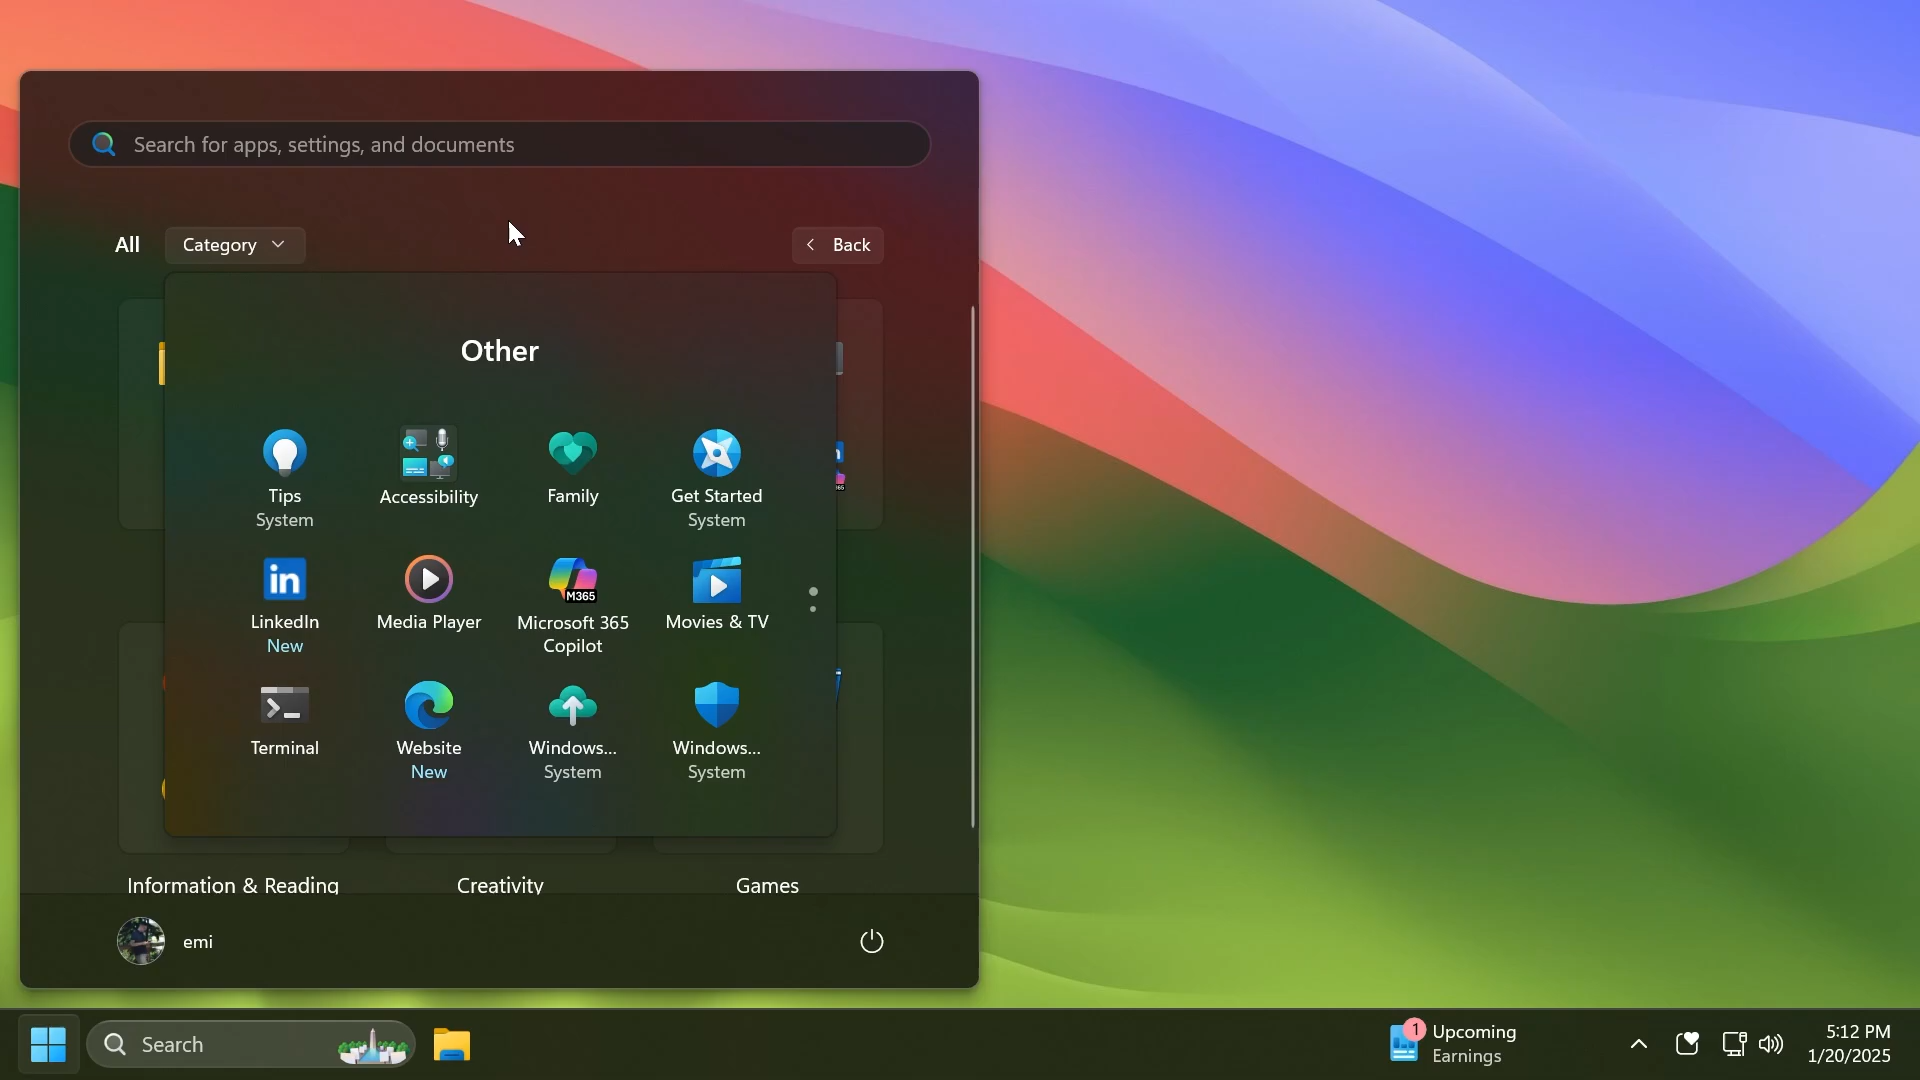 Search for apps, settings, and documents
All
Category
Back
Other
Tips
System
Accessibility
Family
Get Started
System
LinkedIn
New
Media Player
M365
Microsoft 365
Copilot
Movies & TV
Terminal
Website
New
Windows...
System
Windows...
System
Information & Reading
Creativity
Games
emi
Search
1
Upcoming
Earnings
5:12 PM
1/20/2025